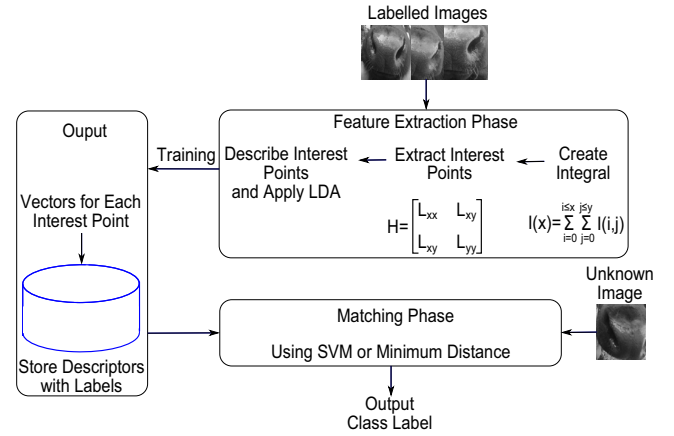 Labelled Images
Feature Extraction Phase
Create
Integral
Extract Interest
Points
Describe Interest
Points
and Apply LDA
I(x)= i≤x Σ i=0 j≤y Σ j=0 I(i,j)
H= [ Lxx Lxy
Lxy Lyy ]
Training
Ouput
Vectors for Each
Interest Point
Store Descriptors
with Labels
Unknown
Image
Matching Phase
Using SVM or Minimum Distance
Output
Class Label